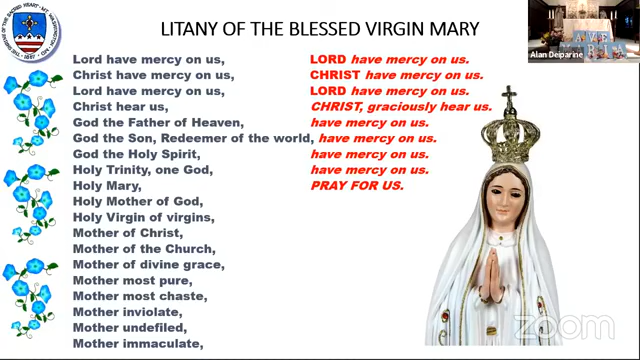 LITANY OF THE BLESSED VIRGIN MARY
Lord have mercy on us, LORD have mercy on us.
Christ have mercy on us, CHRIST have mercy on us.
Lord have mercy on us, LORD have mercy on us.
Christ hear us, CHRIST, graciously hear us.
God the Father of Heaven, have mercy on us.
God the Son, Redeemer of the world, have mercy on us.
God the Holy Spirit, have mercy on us.
Holy Trinity, one God, have mercy on us.
Holy Mary, PRAY FOR US.
Holy Mother of God,
Holy Virgin of virgins,
Mother of Christ,
Mother of the Church,
Mother of divine grace,
Mother most pure,
Mother most chaste,
Mother inviolate,
Mother undefiled,
Mother immaculate,
Alan Deiparine
zoom